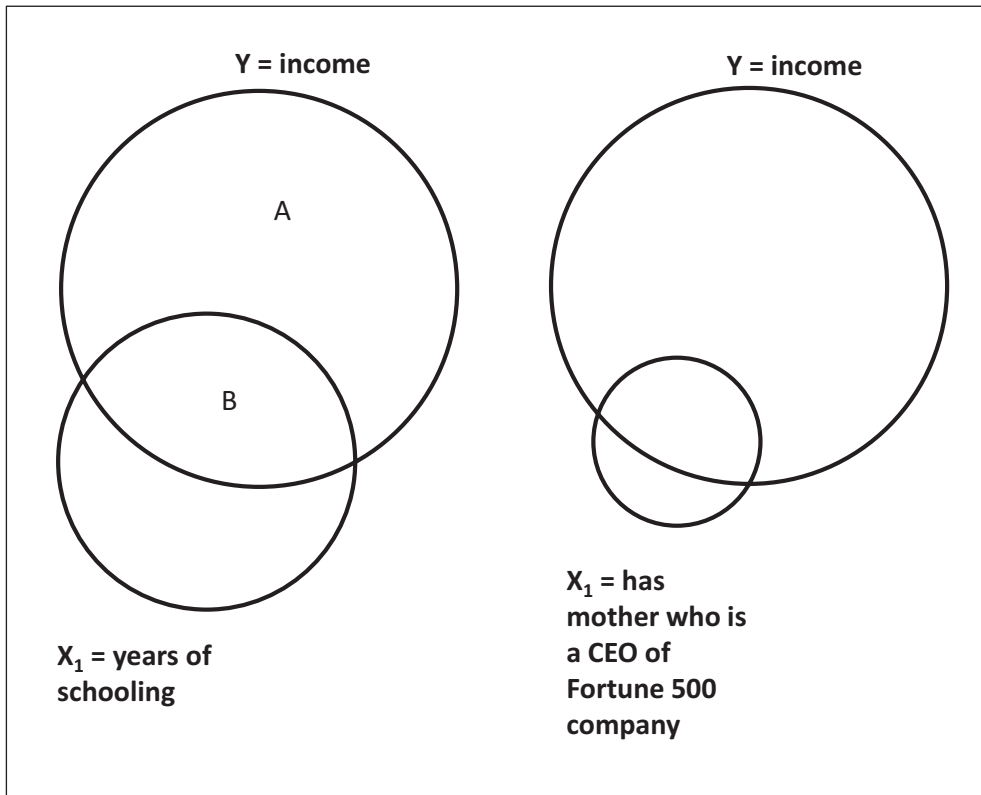 Y = income
A
B
X₁ = years of
schooling
Y = income
X₁ = has
mother who is
a CEO of
Fortune 500
company